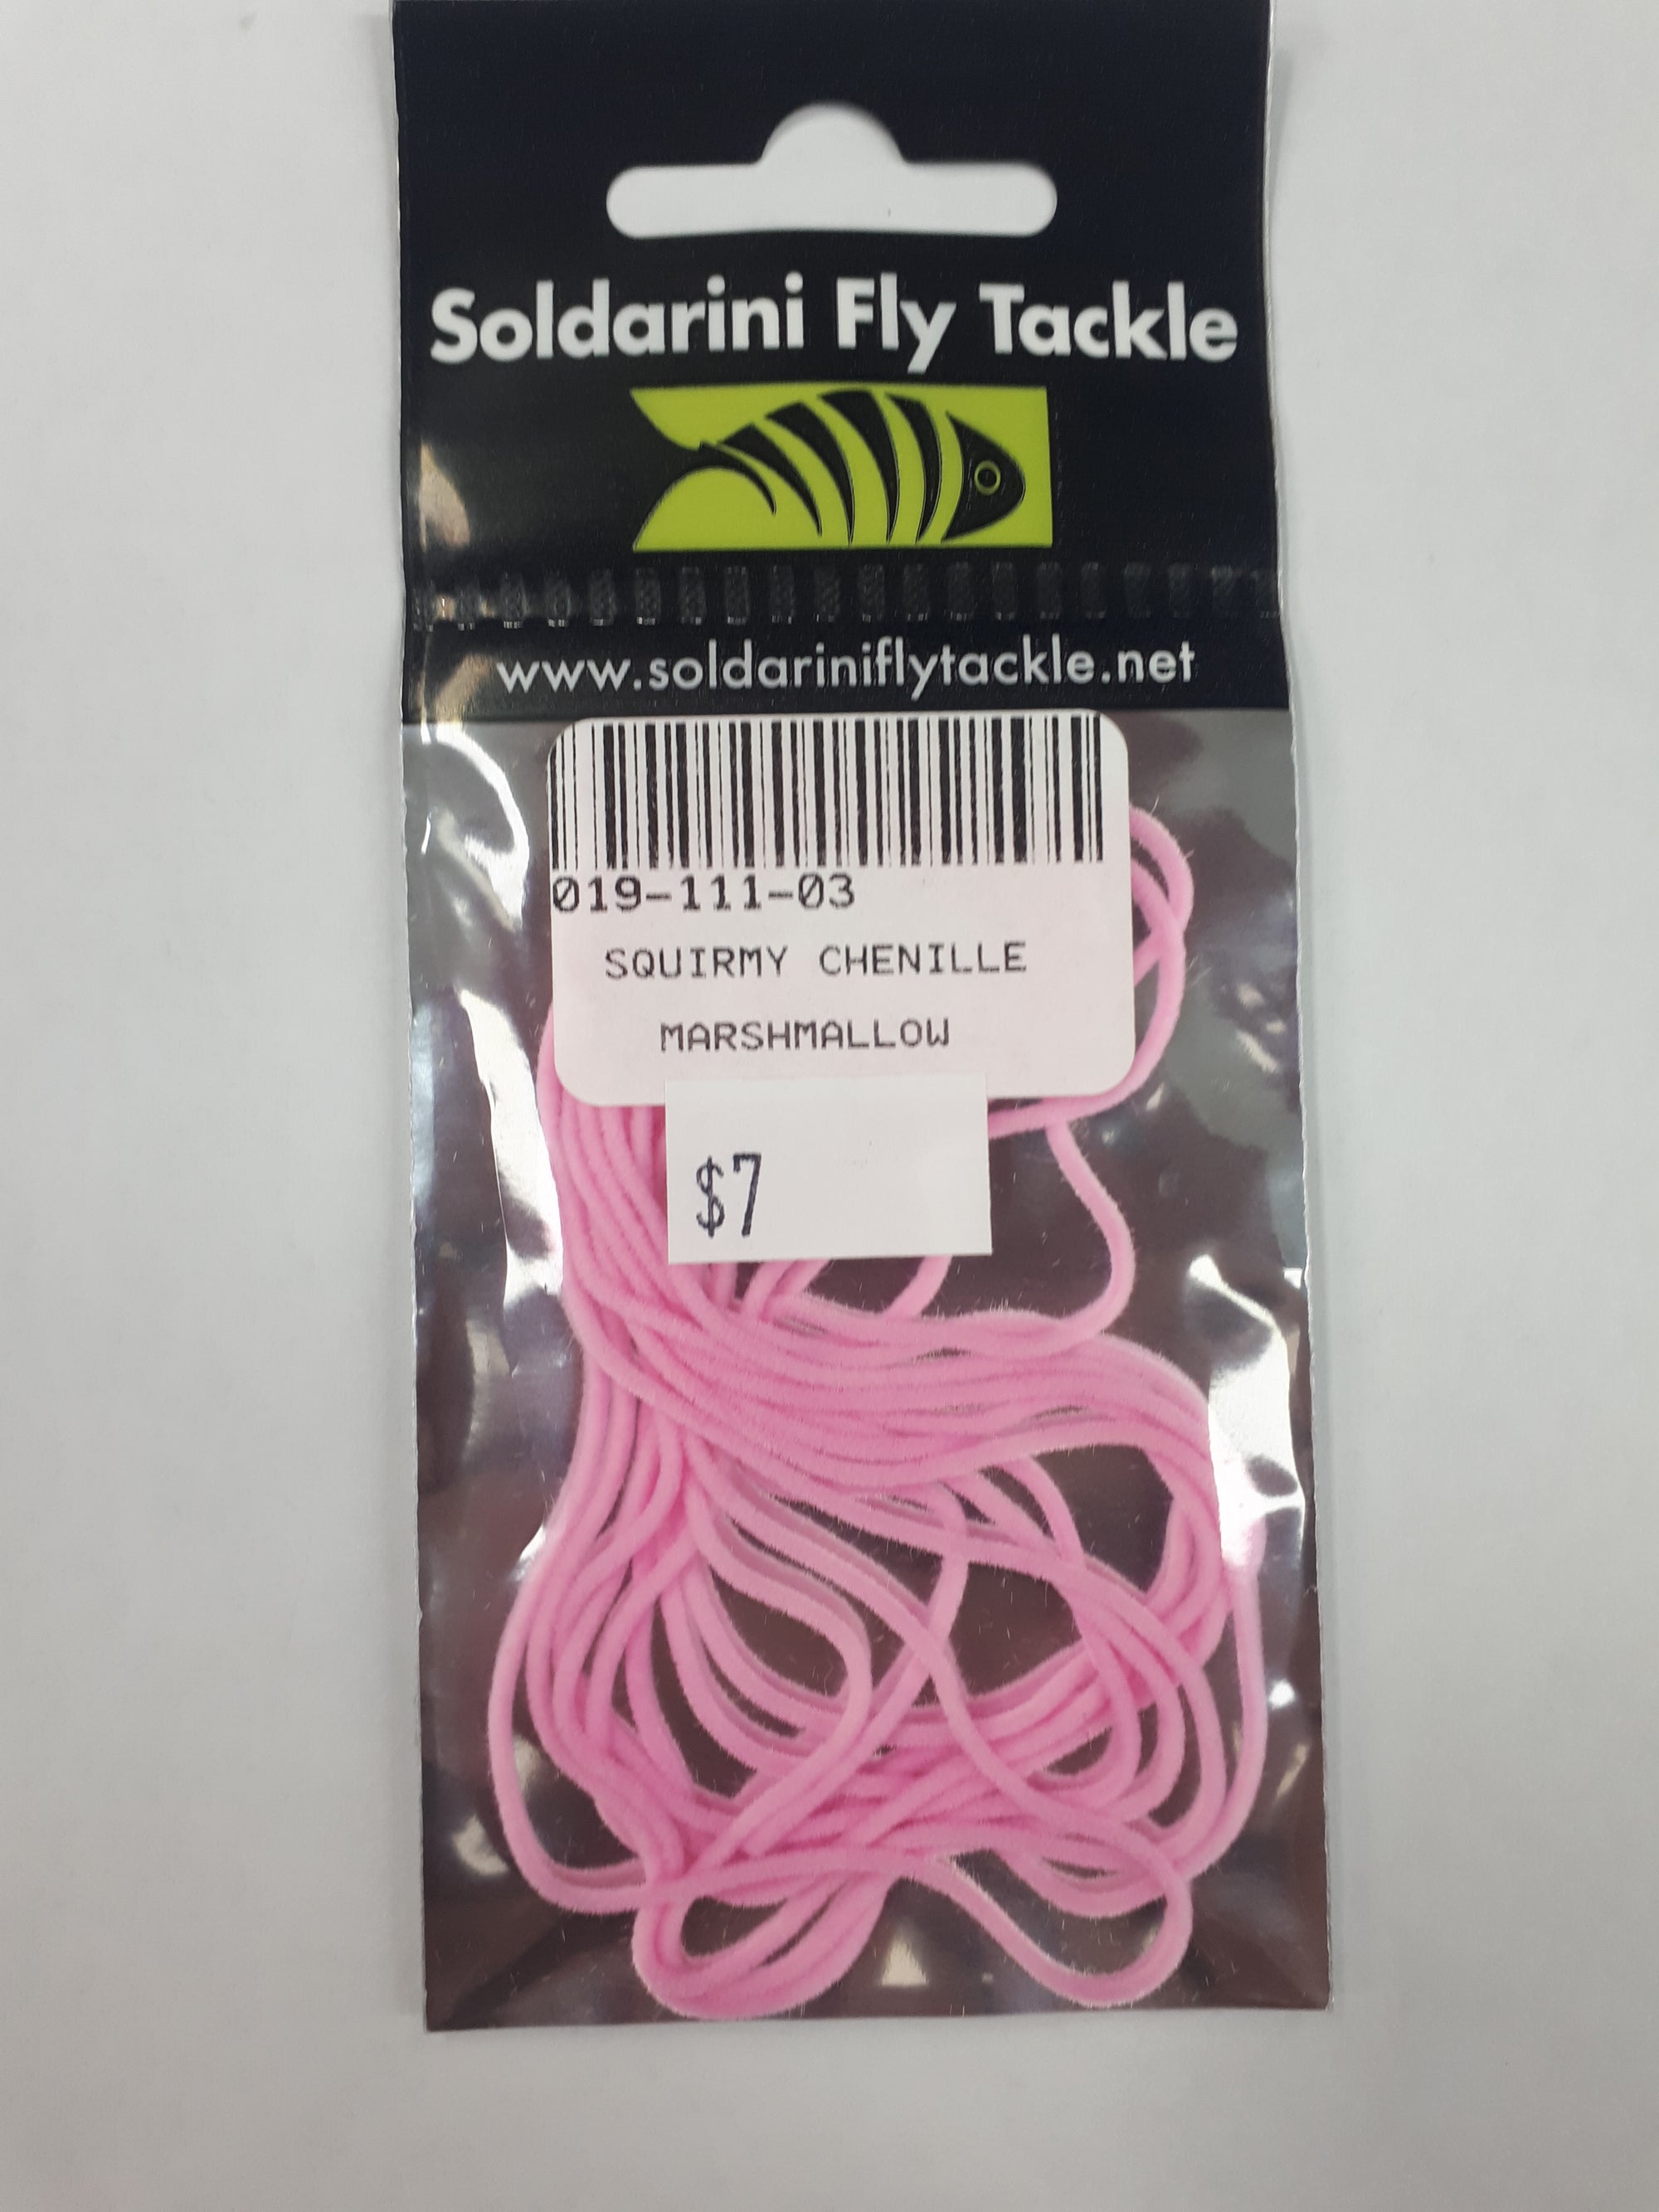 Soldarini Fly Tackle
www.soldariniflytackle.net
019-111-03
SQUIRMY CHENILLE
MARSHMALLOW
$7